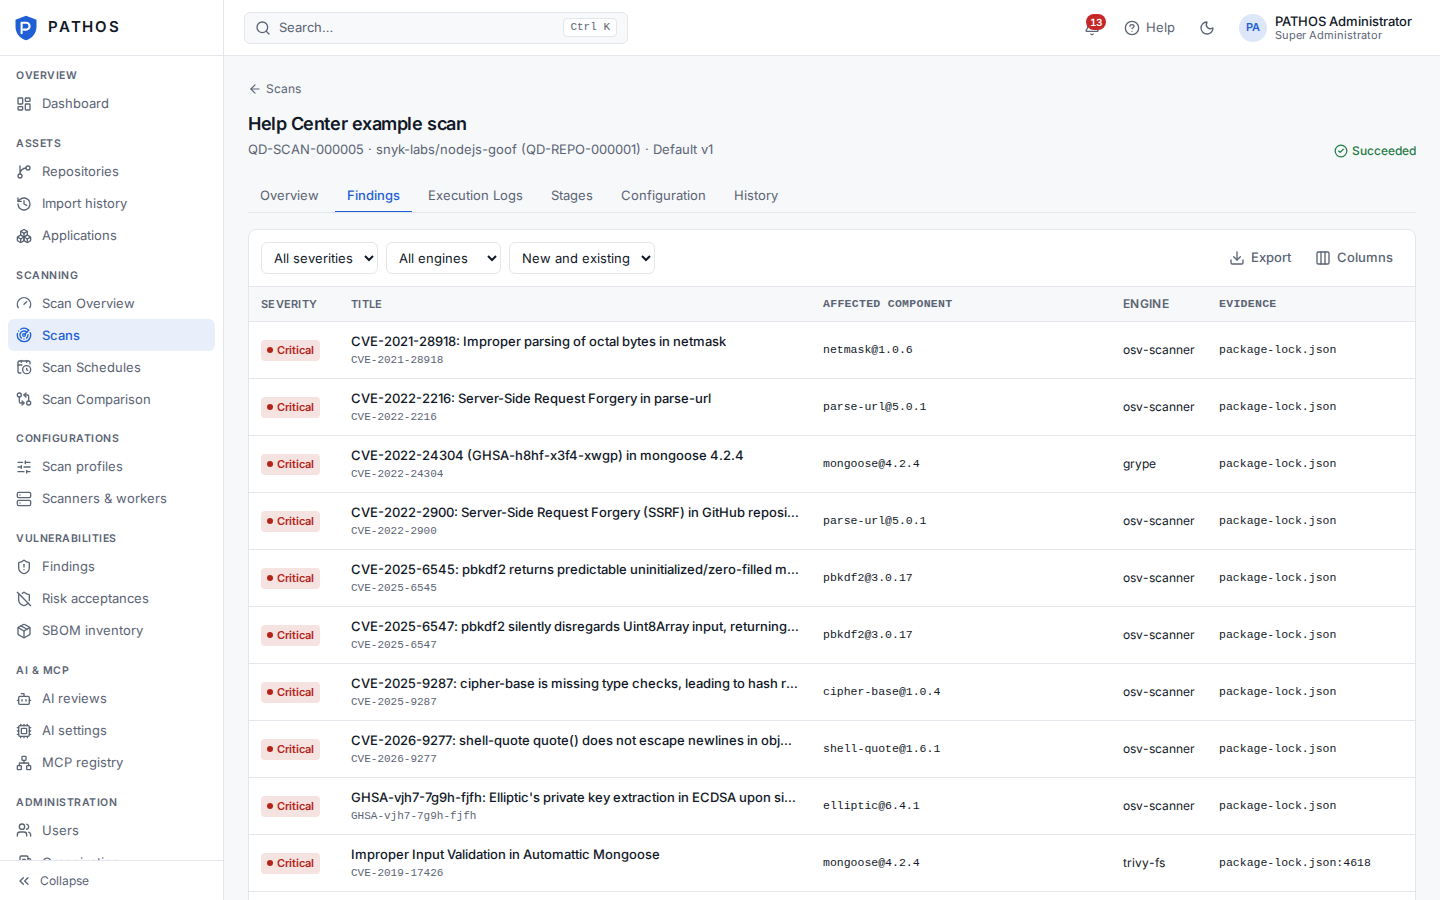 PATHOS
Search...
Ctrl K
13
Help
PA
PATHOS Administrator
Super Administrator
OVERVIEW
Dashboard
ASSETS
Repositories
Import history
Applications
SCANNING
Scan Overview
Scans
Scan Schedules
Scan Comparison
CONFIGURATIONS
Scan profiles
Scanners & workers
VULNERABILITIES
Findings
Risk acceptances
SBOM inventory
AI & MCP
AI reviews
AI settings
MCP registry
ADMINISTRATION
Users
Collapse
Scans
Help Center example scan
QD-SCAN-000005 · snyk-labs/nodejs-goof (QD-REPO-000001) · Default v1
Succeeded
Overview Findings Execution Logs Stages Configuration History
All severities All engines New and existing Export Columns
SEVERITY TITLE AFFECTED COMPONENT ENGINE EVIDENCE
Critical CVE-2021-28918: Improper parsing of octal bytes in netmask netmask@1.0.6 osv-scanner package-lock.json
CVE-2021-28918
Critical CVE-2022-2216: Server-Side Request Forgery in parse-url parse-url@5.0.1 osv-scanner package-lock.json
CVE-2022-2216
Critical CVE-2022-24304 (GHSA-h8hf-x3f4-xwgp) in mongoose 4.2.4 mongoose@4.2.4 grype package-lock.json
CVE-2022-24304
Critical CVE-2022-2900: Server-Side Request Forgery (SSRF) in GitHub reposi... parse-url@5.0.1 osv-scanner package-lock.json
CVE-2022-2900
Critical CVE-2025-6545: pbkdf2 returns predictable uninitialized/zero-filled m... pbkdf2@3.0.17 osv-scanner package-lock.json
CVE-2025-6545
Critical CVE-2025-6547: pbkdf2 silently disregards Uint8Array input, returning... pbkdf2@3.0.17 osv-scanner package-lock.json
CVE-2025-6547
Critical CVE-2025-9287: cipher-base is missing type checks, leading to hash r... cipher-base@1.0.4 osv-scanner package-lock.json
CVE-2025-9287
Critical CVE-2026-9277: shell-quote quote() does not escape newlines in obj... shell-quote@1.6.1 osv-scanner package-lock.json
CVE-2026-9277
Critical GHSA-vjh7-7g9h-fjfh: Elliptic's private key extraction in ECDSA upon si... elliptic@6.4.1 osv-scanner package-lock.json
GHSA-vjh7-7g9h-fjfh
Critical Improper Input Validation in Automattic Mongoose mongoose@4.2.4 trivy-fs package-lock.json:4618
CVE-2019-17426